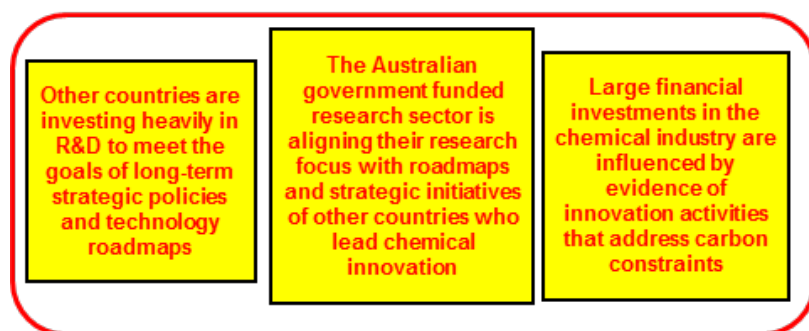 Other countries are
investing heavily in
R&D to meet the
goals of long-term
strategic policies
and technology
roadmaps
The Australian
government funded
research sector is
aligning their research
focus with roadmaps
and strategic initiatives
of other countries who
lead chemical
innovation
Large financial
investments in the
chemical industry are
influenced by
evidence of
innovation activities
that address carbon
constraints